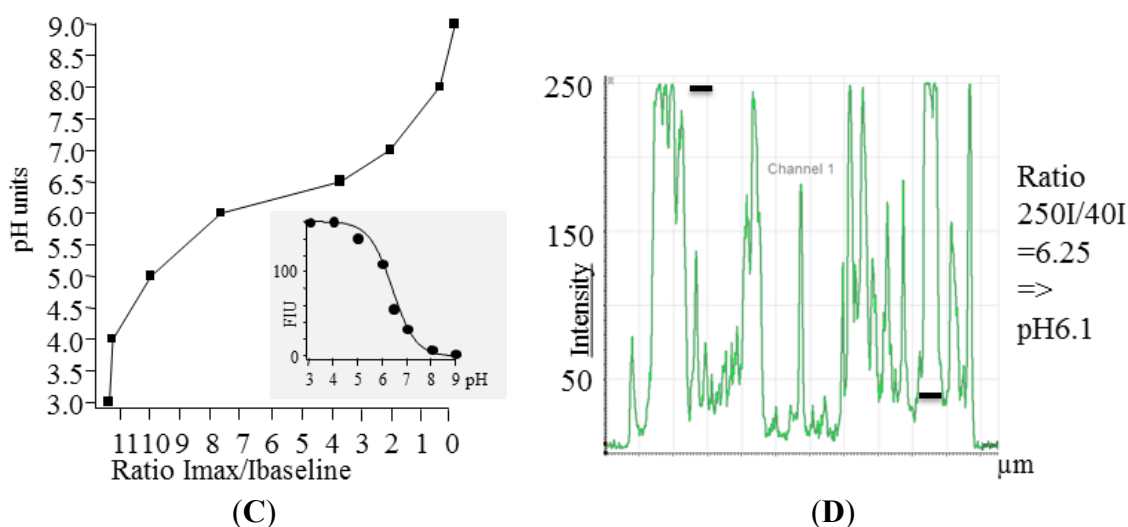 9.0
8.5
8.0
7.5
7.0
6.5
6.0
5.0
4.5
4.0
3.5
3.0
pH units
11 10 9 8 7 6 5 4 3 2 1 0
Ratio Imax/Ibaseline
100
0
FIU
3 4 5 6 7 8 9 pH
(C)
250
150
50
Intensity
Channel 1
µm
Ratio
250I/40I
=6.25
=>
pH6.1
(D)